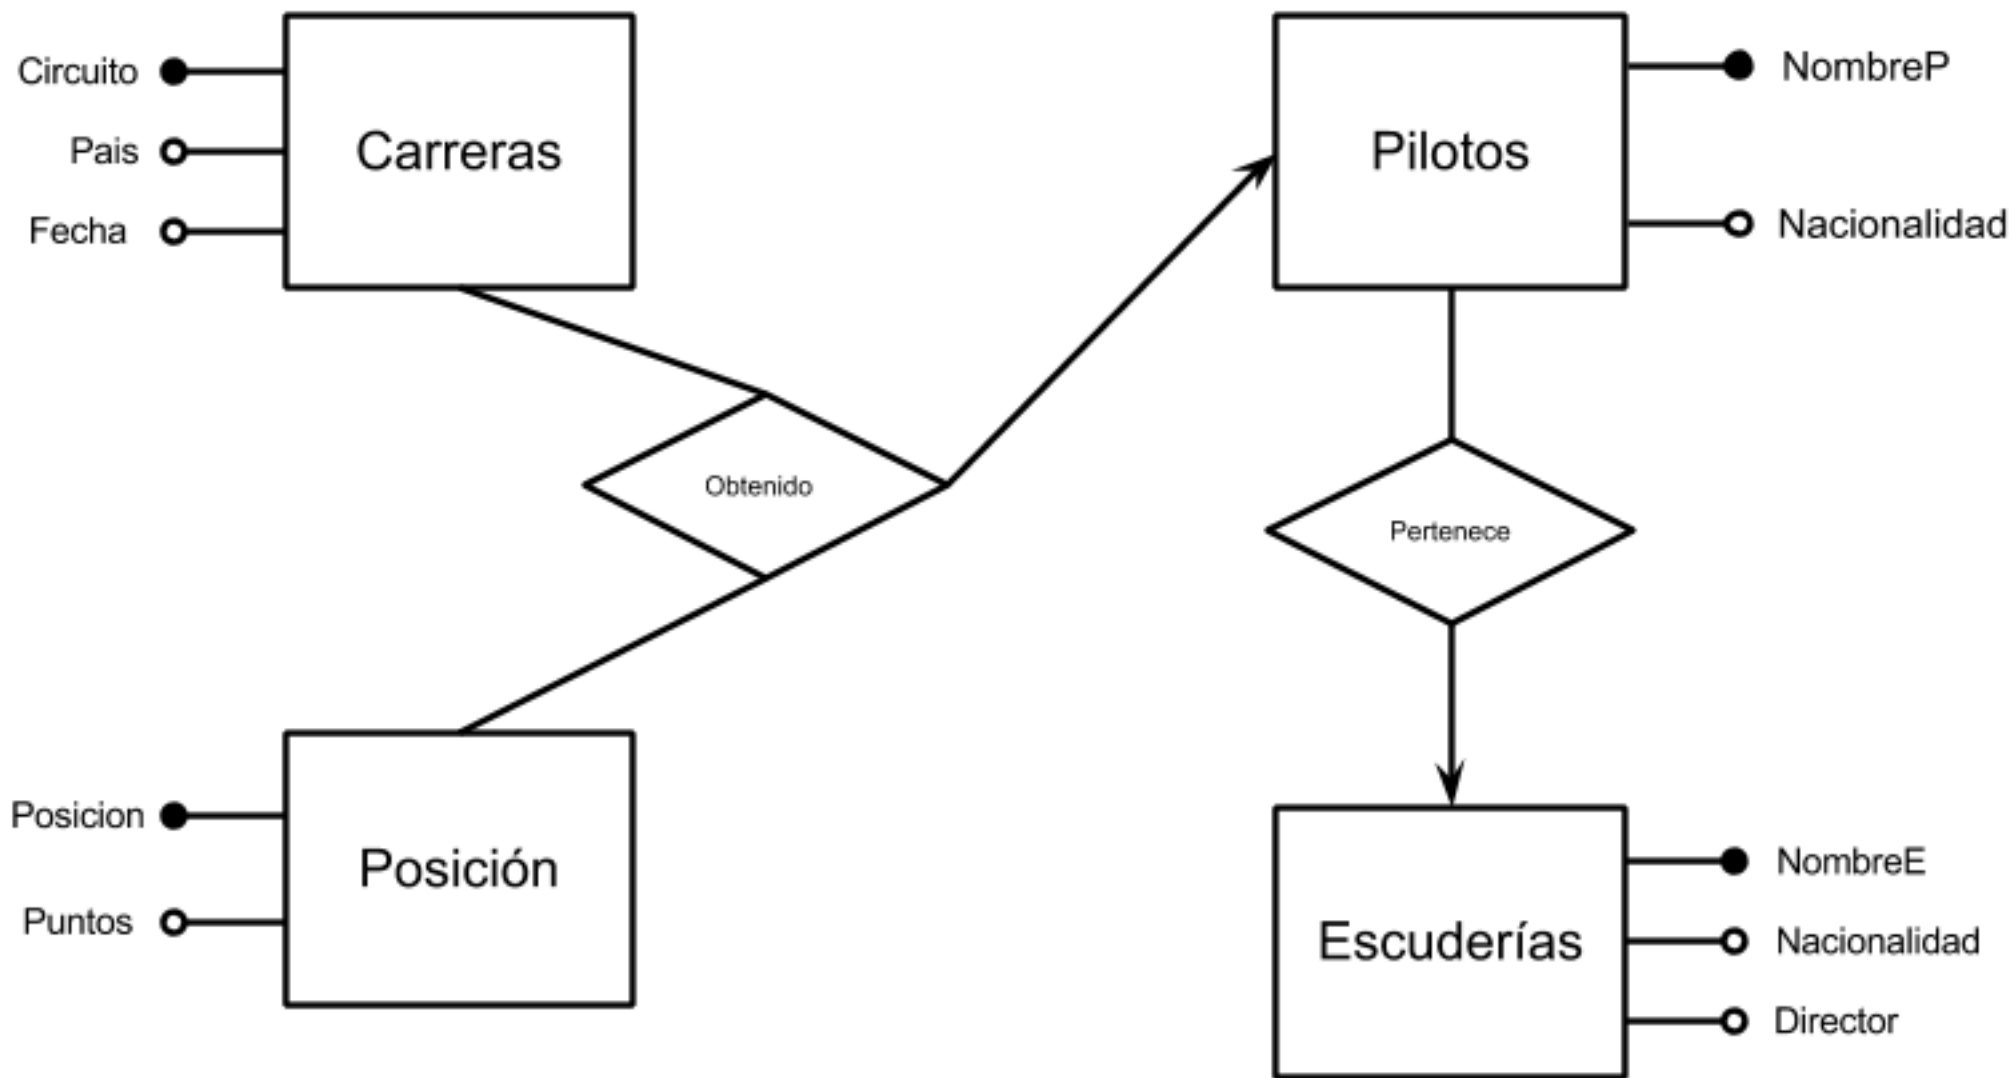 Circuito
Pais
Fecha
Carreras
Pilotos
NombreP
Nacionalidad
Obtenido
Pertenece
Posicion
Puntos
Posición
Escuderías
NombreE
Nacionalidad
Director